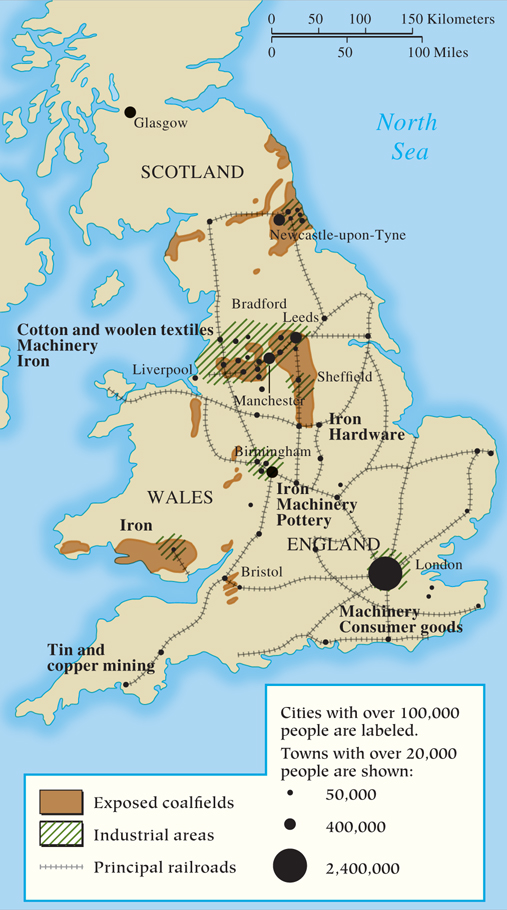 0 50 100 150 Kilometers
0 50 100 Miles
North
Sea
Glasgow
SCOTLAND
Newcastle-upon-Tyne
Bradford
Leeds
Cotton and woolen textiles
Machinery
Iron
Liverpool
Sheffield
Manchester
Iron
Hardware
Birmingham
WALES
Iron
Machinery
Pottery
Iron
ENGLAND
London
Bristol
Machinery
Consumer goods
Tin and
copper mining
Cities with over 100,000
people are labeled.
Towns with over 20,000
people are shown:
50,000
400,000
2,400,000
Exposed coalfields
Industrial areas
Principal railroads